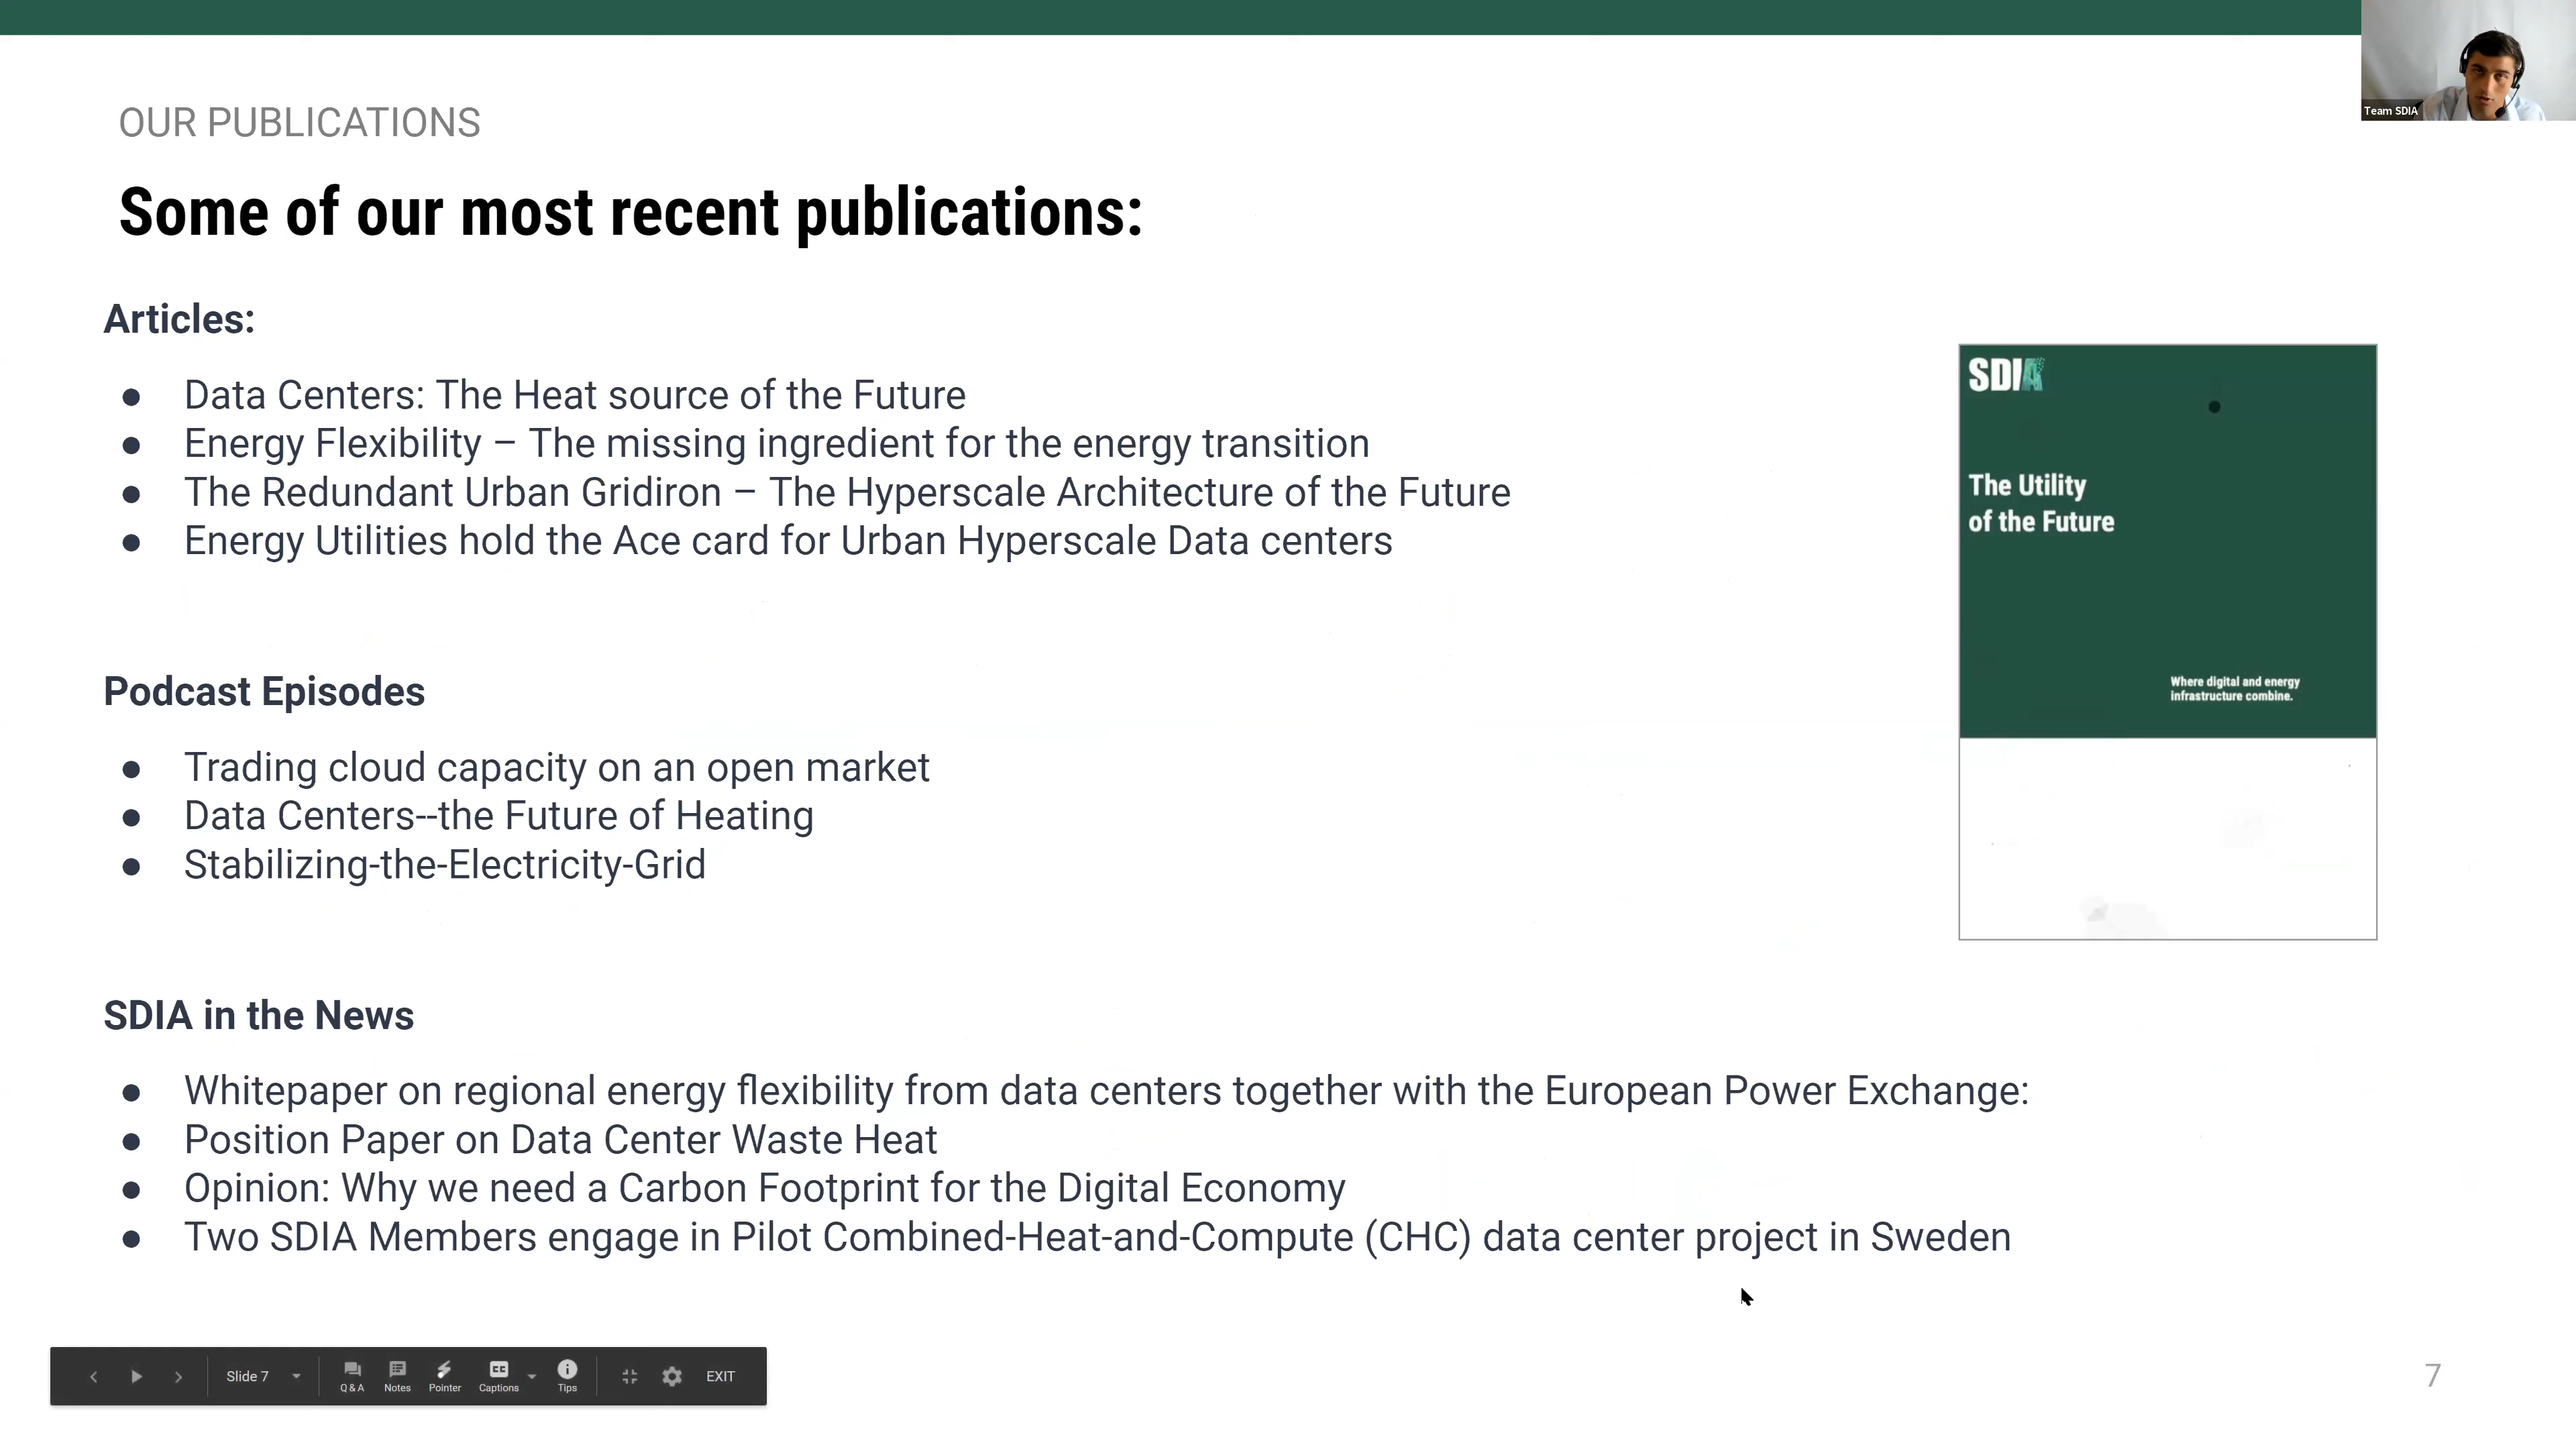 Team SDIA
OUR PUBLICATIONS
Some of our most recent publications:
Articles:
● Data Centers: The Heat source of the Future
● Energy Flexibility – The missing ingredient for the energy transition
● The Redundant Urban Gridiron – The Hyperscale Architecture of the Future
● Energy Utilities hold the Ace card for Urban Hyperscale Data centers
Podcast Episodes
● Trading cloud capacity on an open market
● Data Centers--the Future of Heating
● Stabilizing-the-Electricity-Grid
SDIA in the News
● Whitepaper on regional energy flexibility from data centers together with the European Power Exchange:
● Position Paper on Data Center Waste Heat
● Opinion: Why we need a Carbon Footprint for the Digital Economy
● Two SDIA Members engage in Pilot Combined-Heat-and-Compute (CHC) data center project in Sweden
SDIA
The Utility
of the Future
Where digital and energy
infrastructure combine.
Slide 7
Q & A
Notes
Pointer
CC
Captions
Tips
EXIT
7